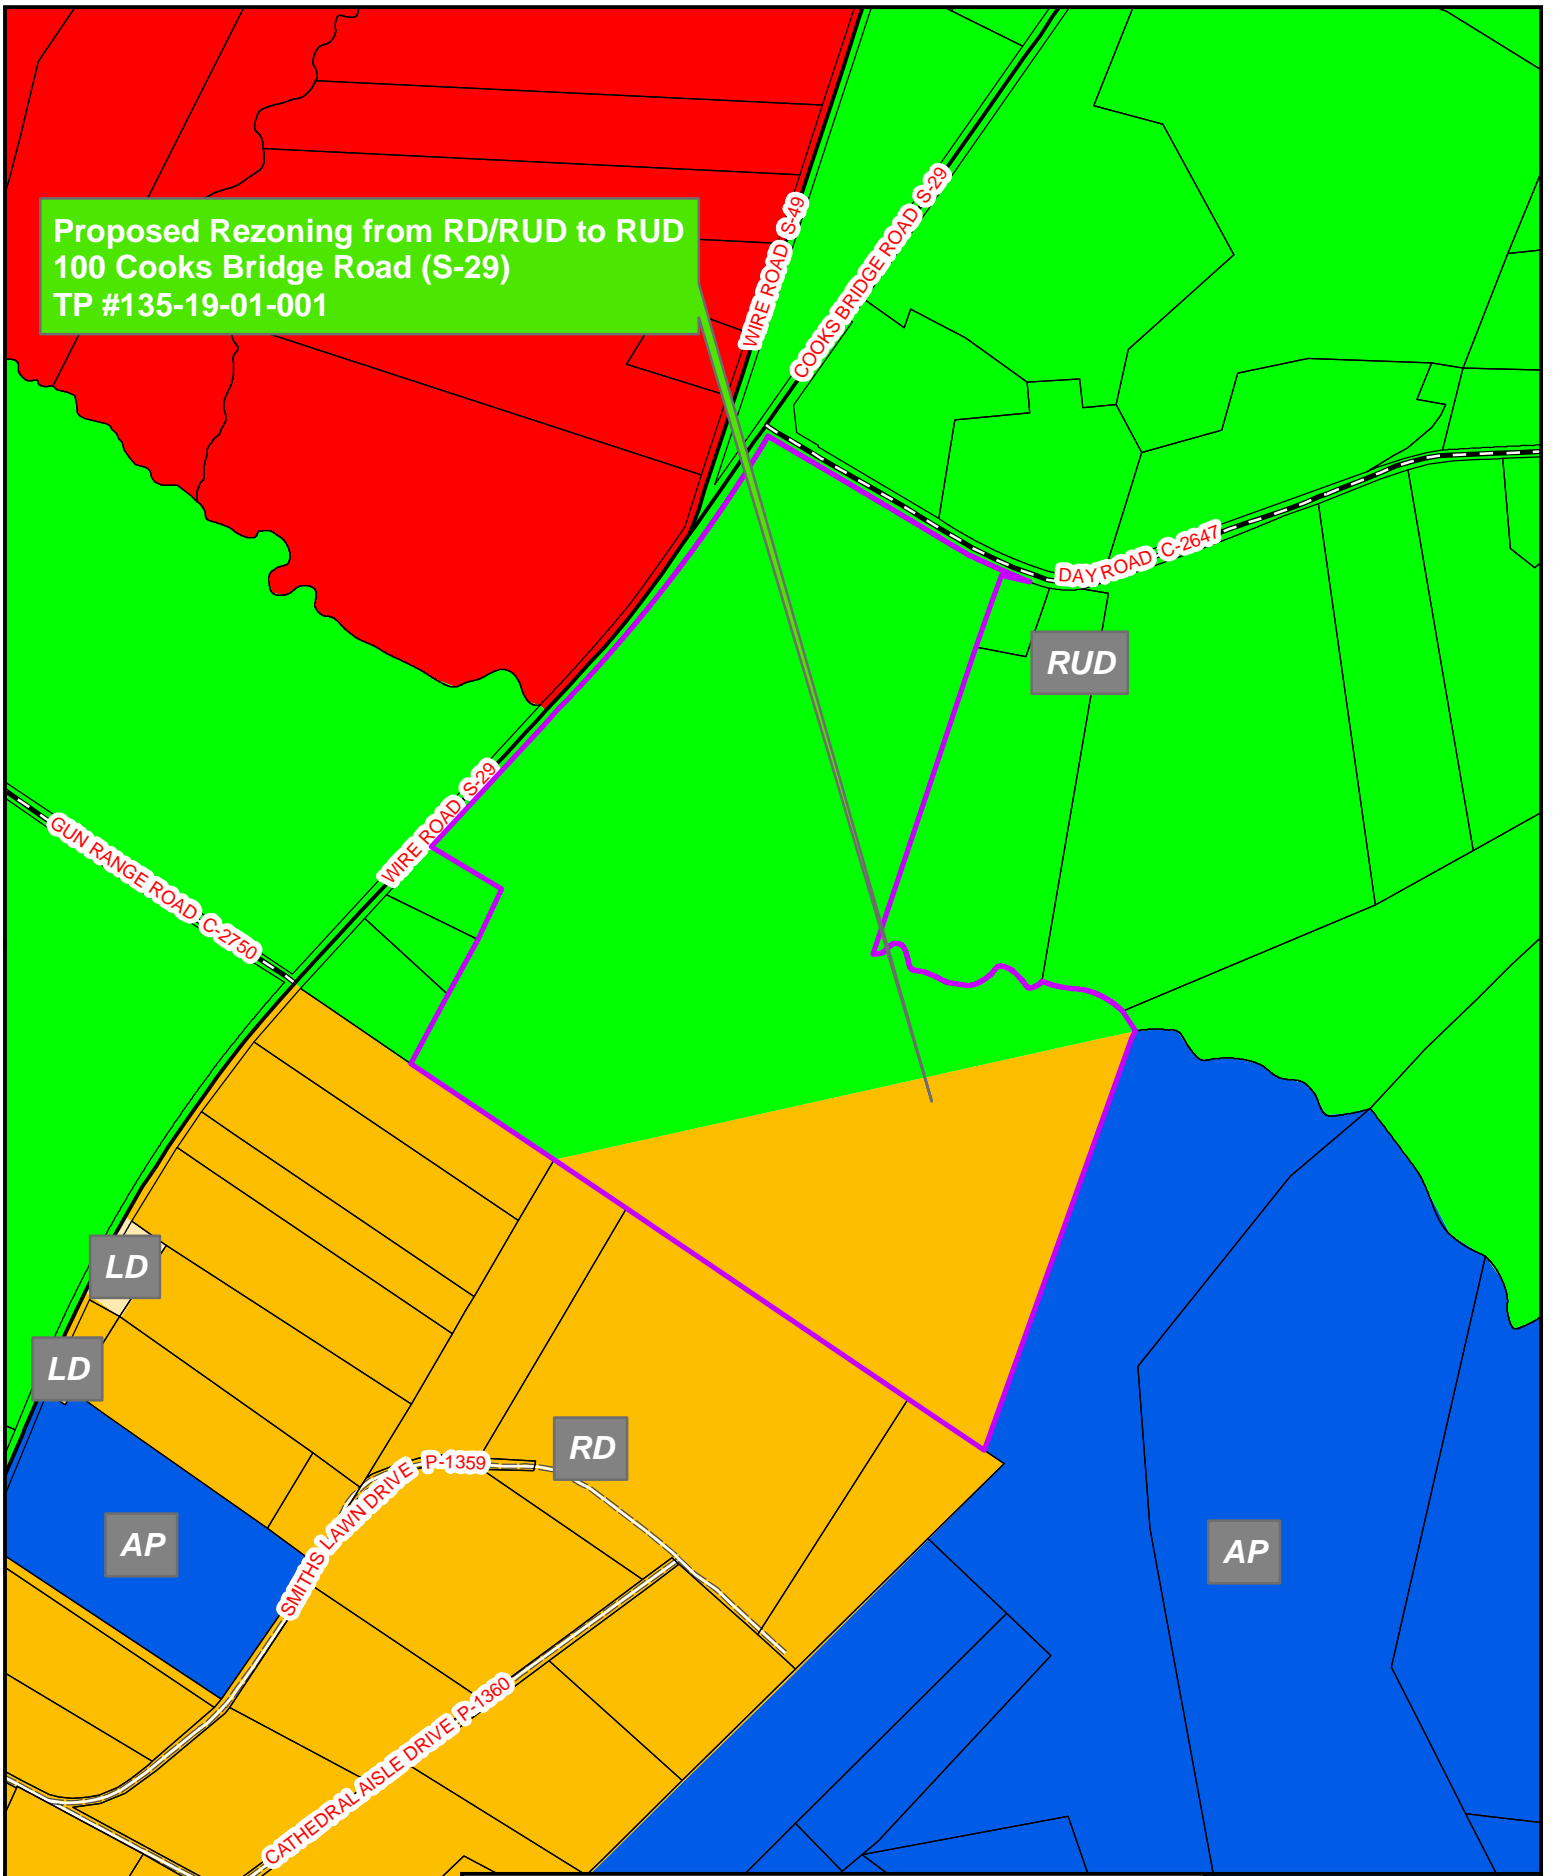 Proposed Rezoning from RD/RUD to RUD
100 Cooks Bridge Road (S-29)
TP #135-19-01-001
WIRE ROAD S-49
COOKS BRIDGE ROAD S-29
DAY ROAD C-2647
RUD
WIRE ROAD S-29
GUN RANGE ROAD C-2750
LD
LD
RD
P-1359
SMITHS LAWN DRIVE
AP
AP
CATHEDRAL AISLE DRIVE P-1360